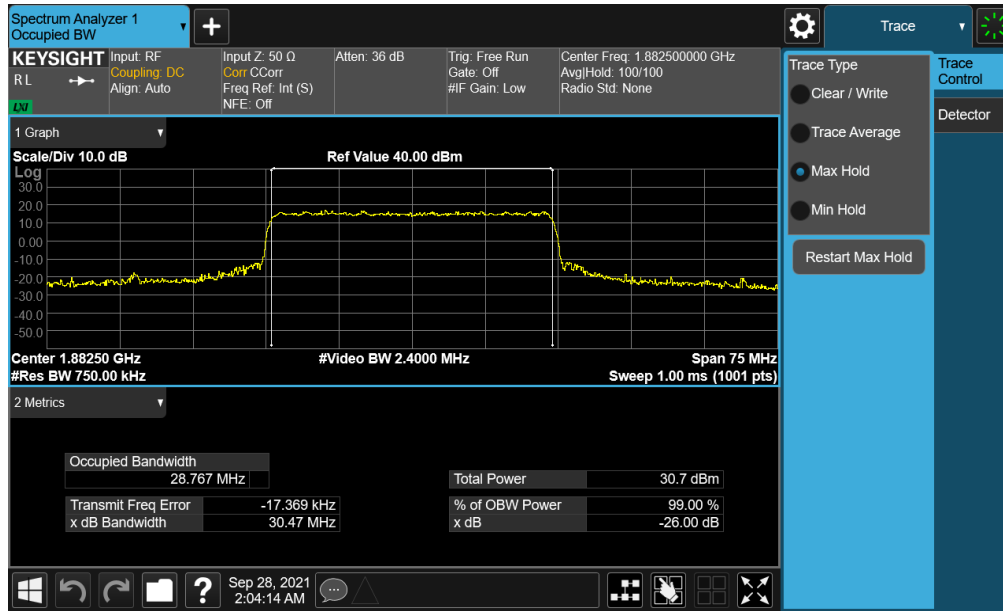 Spectrum Analyzer 1
Occupied BW
Trace
KEYSIGHT
R L
LXI
Input: RF
Coupling: DC
Align: Auto
Input Z: 50 Ω
Corr CCorr
Freq Ref: Int (S)
NFE: Off
Atten: 36 dB
Trig: Free Run
Gate: Off
#IF Gain: Low
Center Freq: 1.882500000 GHz
Avg|Hold: 100/100
Radio Std: None
1 Graph
Scale/Div 10.0 dB
Ref Value 40.00 dBm
Log
30.0
20.0
10.0
0.00
-10.0
-20.0
-30.0
-40.0
-50.0
Center 1.88250 GHz
#Video BW 2.4000 MHz
Span 75 MHz
#Res BW 750.00 kHz
Sweep 1.00 ms (1001 pts)
2 Metrics
Occupied Bandwidth
28.767 MHz
Total Power 30.7 dBm
Transmit Freq Error -17.369 kHz
% of OBW Power 99.00 %
x dB Bandwidth 30.47 MHz
x dB -26.00 dB
Trace Type
Clear / Write
Trace Average
Max Hold
Min Hold
Restart Max Hold
Trace
Control
Detector
?
Sep 28, 2021
2:04:14 AM